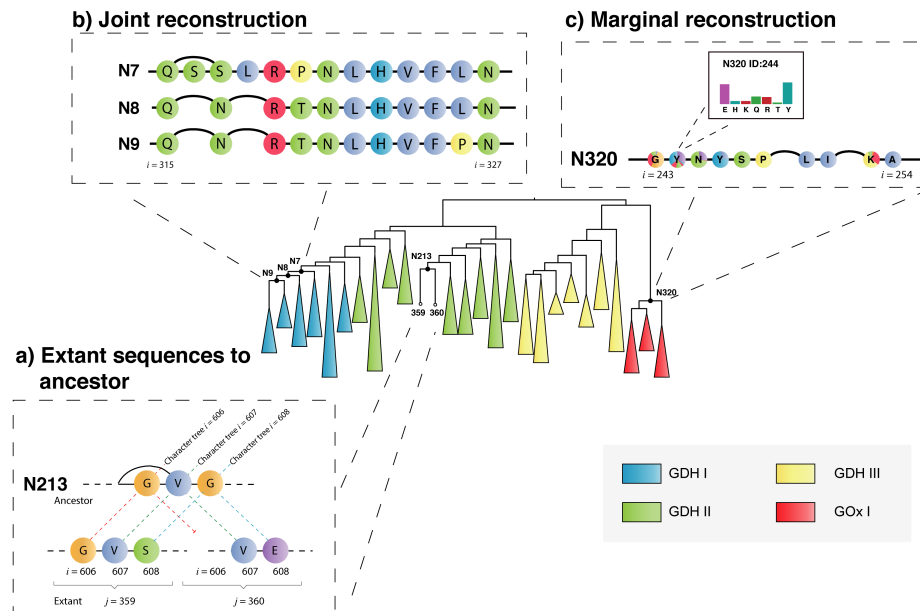 b) Joint reconstruction
N7 Q S S L R P N L H V F L N
N8 Q N R T N L H V F L N
N9 Q N R T N L H V F P N
i = 315 i = 327
c) Marginal reconstruction
N320 ID:244
E H K Q R T Y
N320 G Y N Y S P L I K A
i = 243 i = 254
N9 N8 N7 N213 N320
359 360
a) Extant sequences to
ancestor
Character tree i = 606
Character tree i = 607
Character tree i = 608
N213 G V G
Ancestor
G V S V E
i = 606 607 608 i = 606 607 608
Extant j = 359 j = 360
GDH I GDH III
GDH II GOx I